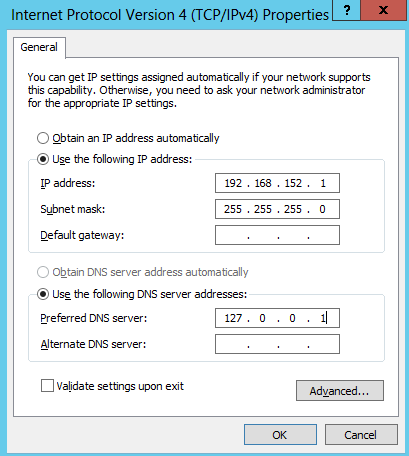 Internet Protocol Version 4 (TCP/IPv4) Properties ? x
General
You can get IP settings assigned automatically if your network supports
this capability. Otherwise, you need to ask your network administrator
for the appropriate IP settings.
Obtain an IP address automatically
Use the following IP address:
IP address: 192 . 168 . 152 . 1
Subnet mask: 255 . 255 . 255 . 0
Default gateway: . . .
Obtain DNS server address automatically
Use the following DNS server addresses:
Preferred DNS server: 127 . 0 . 0 . 1
Alternate DNS server: . . .
Validate settings upon exit
Advanced...
OK Cancel